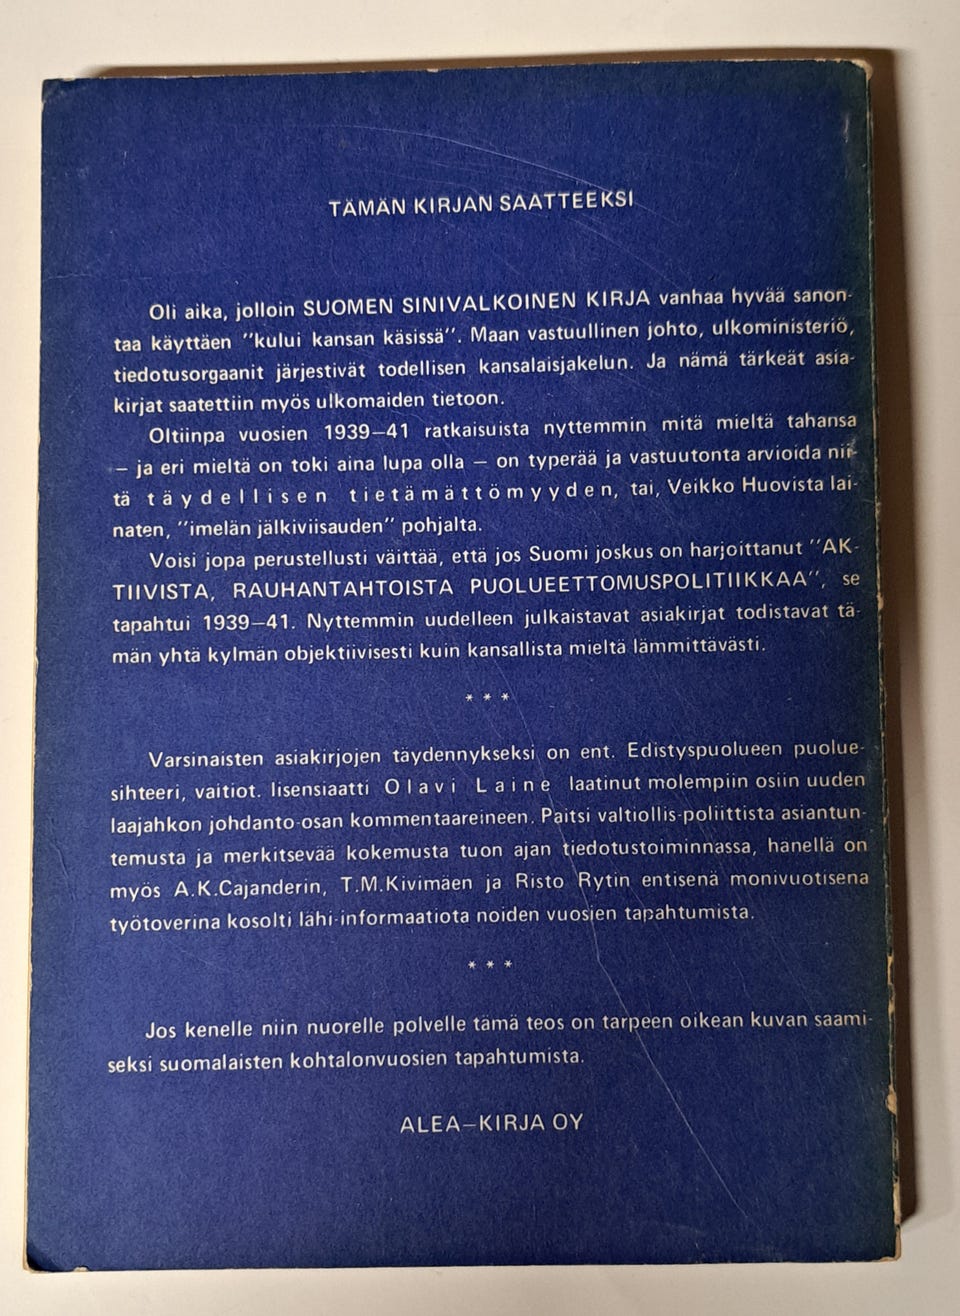 TÄMÄN KIRJAN SAATTEEKSI
Oli aika, jolloin SUOMEN SINIVALKOINEN KIRJA vanhaa hyvää sanon-
taa käyttäen "kului kansan käsissä". Maan vastuullinen johto, ulkoministeriö,
tiedotusorgaanit järjestivät todellisen kansalaisjakelun. Ja nämä tärkeät asia-
kirjat saatettiin myös ulkomaiden tietoon.
Oltiinpa vuosien 1939—41 ratkaisuista nyttemmin mitä mieltä tahansa
— ja eri mieltä on toki aina lupa olla — on typerää ja vastuutonta arvioida nii-
tä täydellisen tietämättömyyden, tai, Veikko Huovista lai-
naten, "imelän jälkiviisauden" pohjalta.
Voisi jopa perustellusti väittää, että jos Suomi joskus on harjoittanut "AK-
TIIVISTA, RAUHANTAHTOISTA PUOLUEETTOMUSPOLITIIKKAA", se
tapahtui 1939—41. Nyttemmin uudelleen julkaistavat asiakirjat todistavat tä-
män yhtä kylmän objektiivisesti kuin kansallista mieltä lämmittävästi.
* * *
Varsinaisten asiakirjojen täydennykseksi on ent. Edistyspuolueen puolue-
sihteeri, vaitiot. lisensiaatti Olavi Laine laatinut molempiin osiin uuden
laajahkon johdanto-osan kommentaareineen. Paitsi valtiollis-poliittista asiantun-
temusta ja merkitsevää kokemusta tuon ajan tiedotustoiminnassa, hänellä on
myös A.K.Cajanderin, T.M.Kivimäen ja Risto Rytin entisenä monivuotisena
työtoverina kosolti lähi-informaatiota noiden vuosien tapahtumista.
* * *
Jos kenelle niin nuorelle polvelle tämä teos on tarpeen oikean kuvan saami-
seksi suomalaisten kohtalonvuosien tapahtumista.
ALEA—KIRJA OY